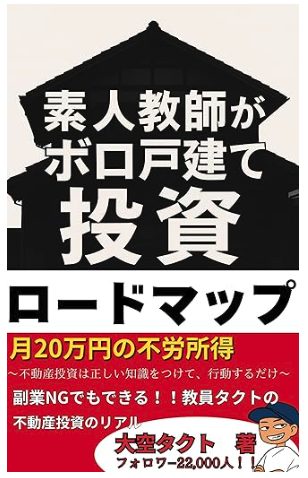 素人教師が
ボロ戸建て
投資
ロードマップ
月20万円の不労所得
～不動産投資は正しい知識をつけて、行動するだけ～
副業NGでもできる！！教員タクトの
不動産投資のリアル
大空タクト 著
フォロワー22,000人！！